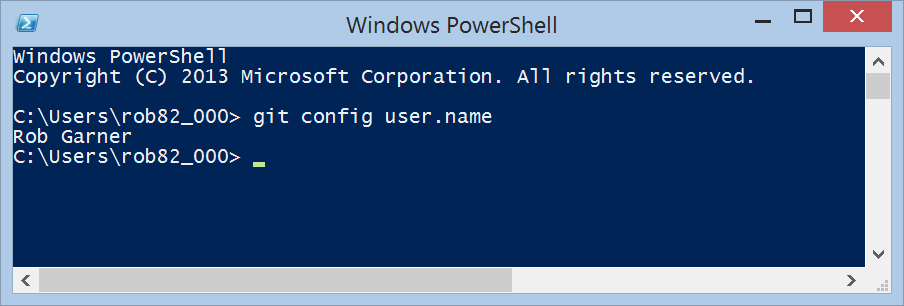 Windows PowerShell
Windows PowerShell
Copyright (C) 2013 Microsoft Corporation. All rights reserved.
C:\Users\rob82_000> git config user.name
Rob Garner
C:\Users\rob82_000>